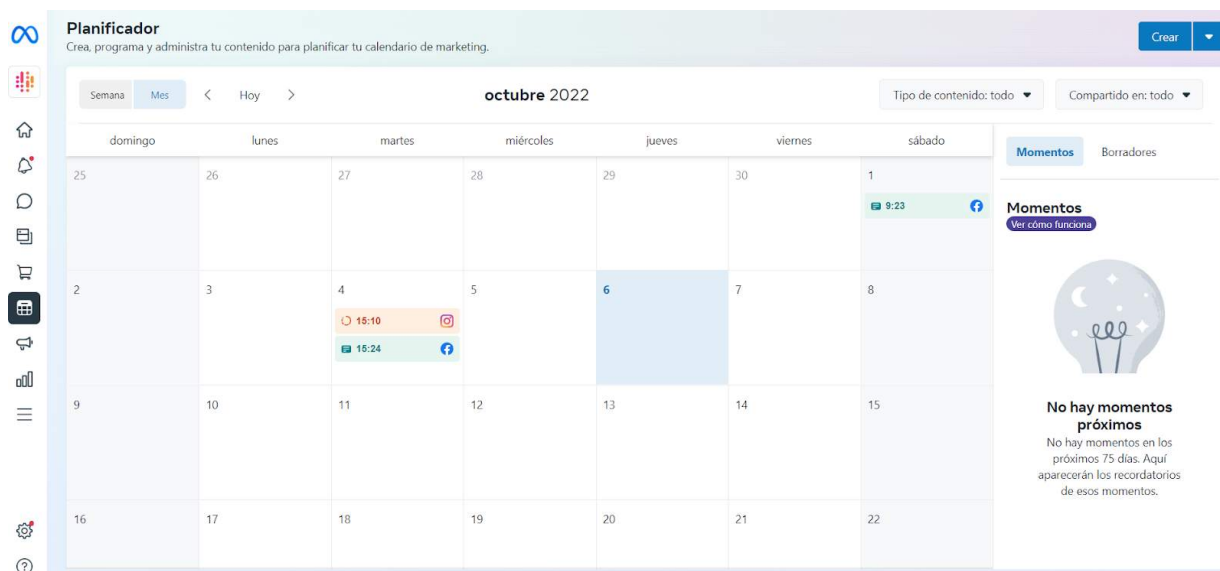 Planificador
Crea, programa y administra tu contenido para planificar tu calendario de marketing.
Crear
Semana Mes Hoy octubre 2022 Tipo de contenido: todo Compartido en: todo
domingo lunes martes miércoles jueves viernes sábado
25 26 27 28 29 30 1
9:23
2 3 4 5 6 7 8
15:10
15:24
9 10 11 12 13 14 15
16 17 18 19 20 21 22
Momentos Borradores
Momentos
Ver cómo funciona
No hay momentos
próximos
No hay momentos en los
próximos 75 días. Aquí
aparecerán los recordatorios
de esos momentos.